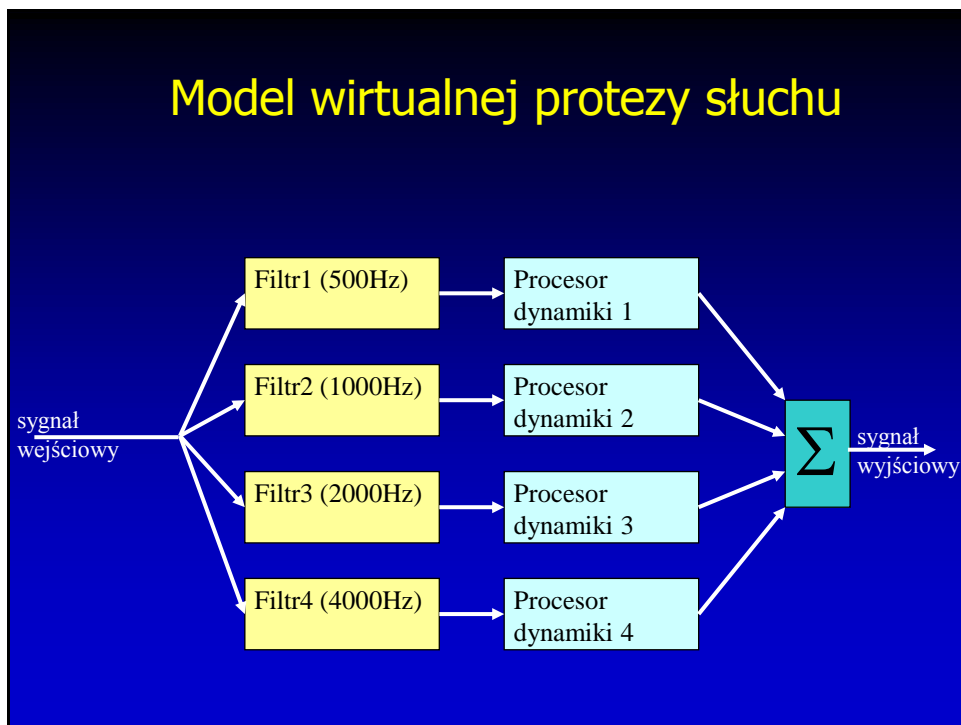 Model wirtualnej protezy słuchu
Filtr1 (500Hz)
Procesor
dynamiki 1
Filtr2 (1000Hz)
Procesor
dynamiki 2
sygnał
wejściowy
Σ
sygnał
wyjściowy
Filtr3 (2000Hz)
Procesor
dynamiki 3
Filtr4 (4000Hz)
Procesor
dynamiki 4